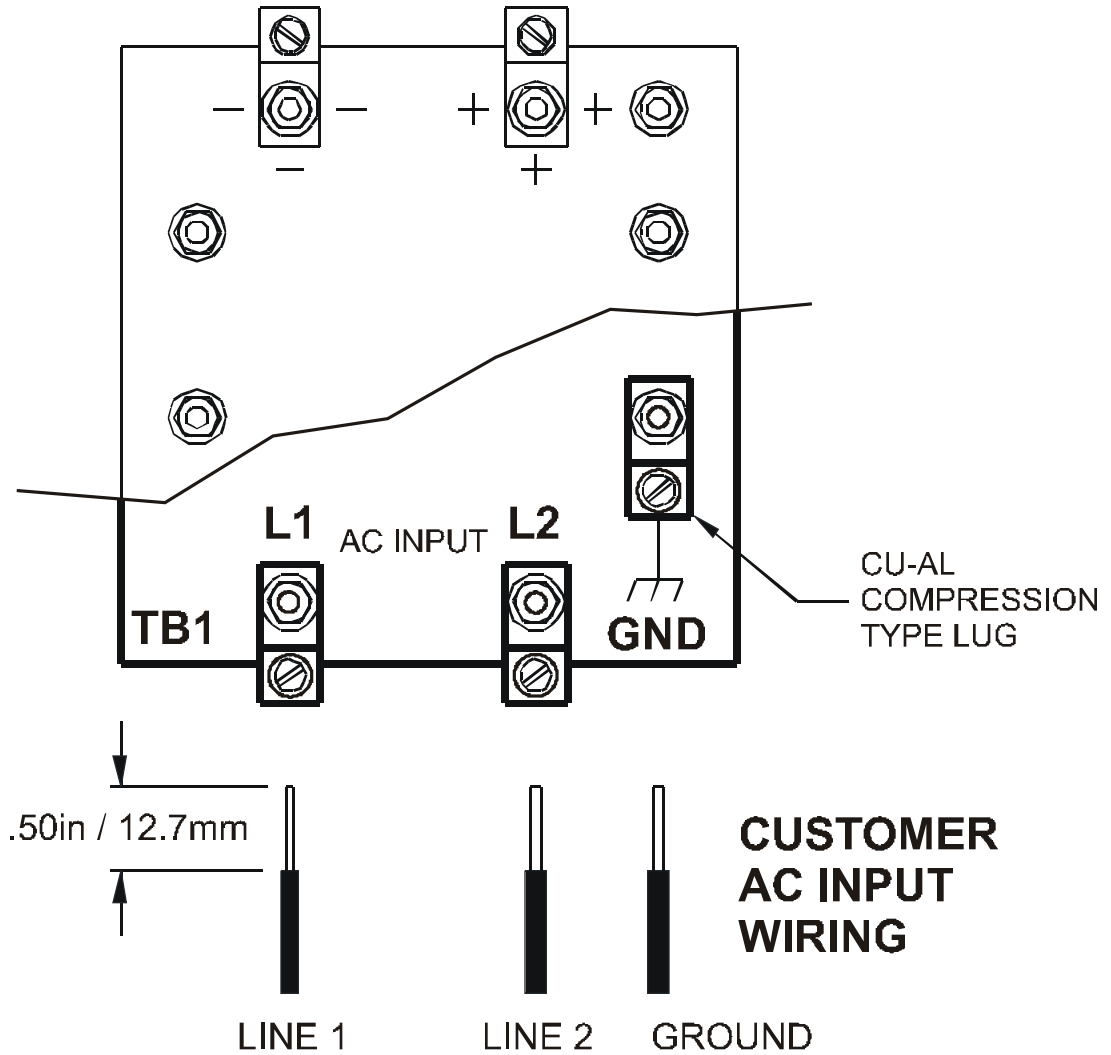 − − + +
− +
L1 AC INPUT L2
TB1
GND
CU-AL
COMPRESSION
TYPE LUG
.50in / 12.7mm
CUSTOMER
AC INPUT
WIRING
LINE 1 LINE 2 GROUND